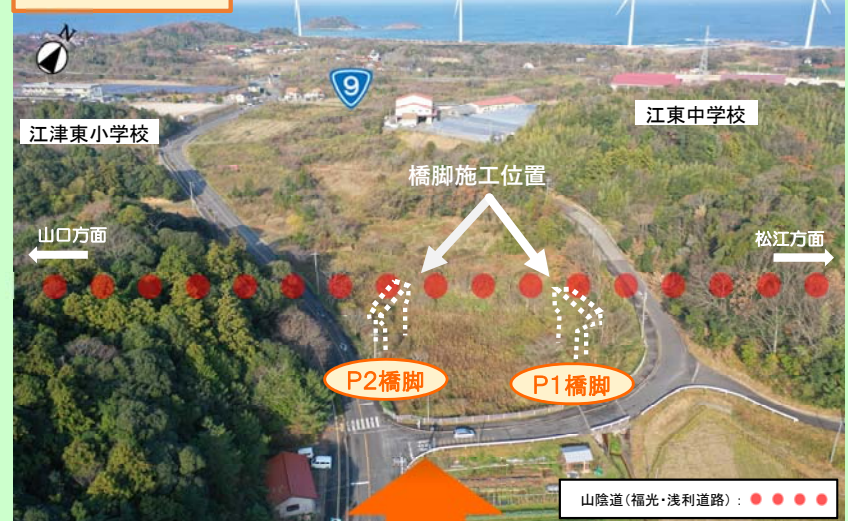 N
9
江津東小学校
江東中学校
橋脚施工位置
山口方面
松江方面
P2橋脚
P1橋脚
山陰道(福光・浅利道路):